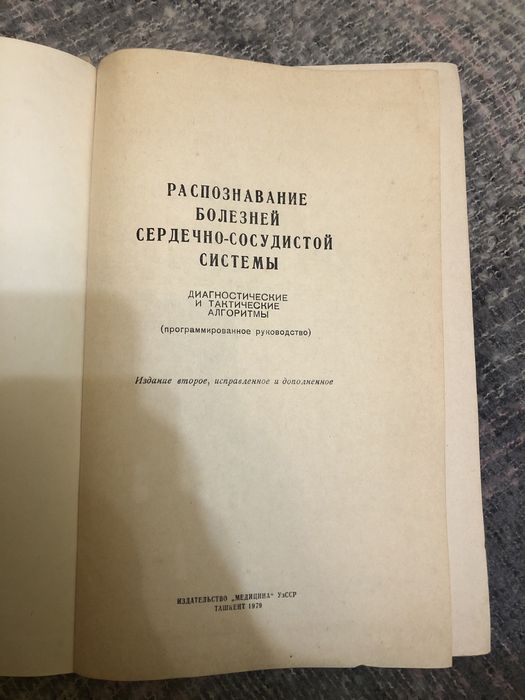 РАСПОЗНАВАНИЕ
БОЛЕЗНЕЙ
СЕРДЕЧНО-СОСУДИСТОЙ
СИСТЕМЫ
ДИАГНОСТИЧЕСКИЕ
И ТАКТИЧЕСКИЕ
АЛГОРИТМЫ
(программированное руководство)
Издание второе, исправленное и дополненное
ИЗДАТЕЛЬСТВО „МЕДИЦИНА" УзССР
ТАШКЕНТ 1979